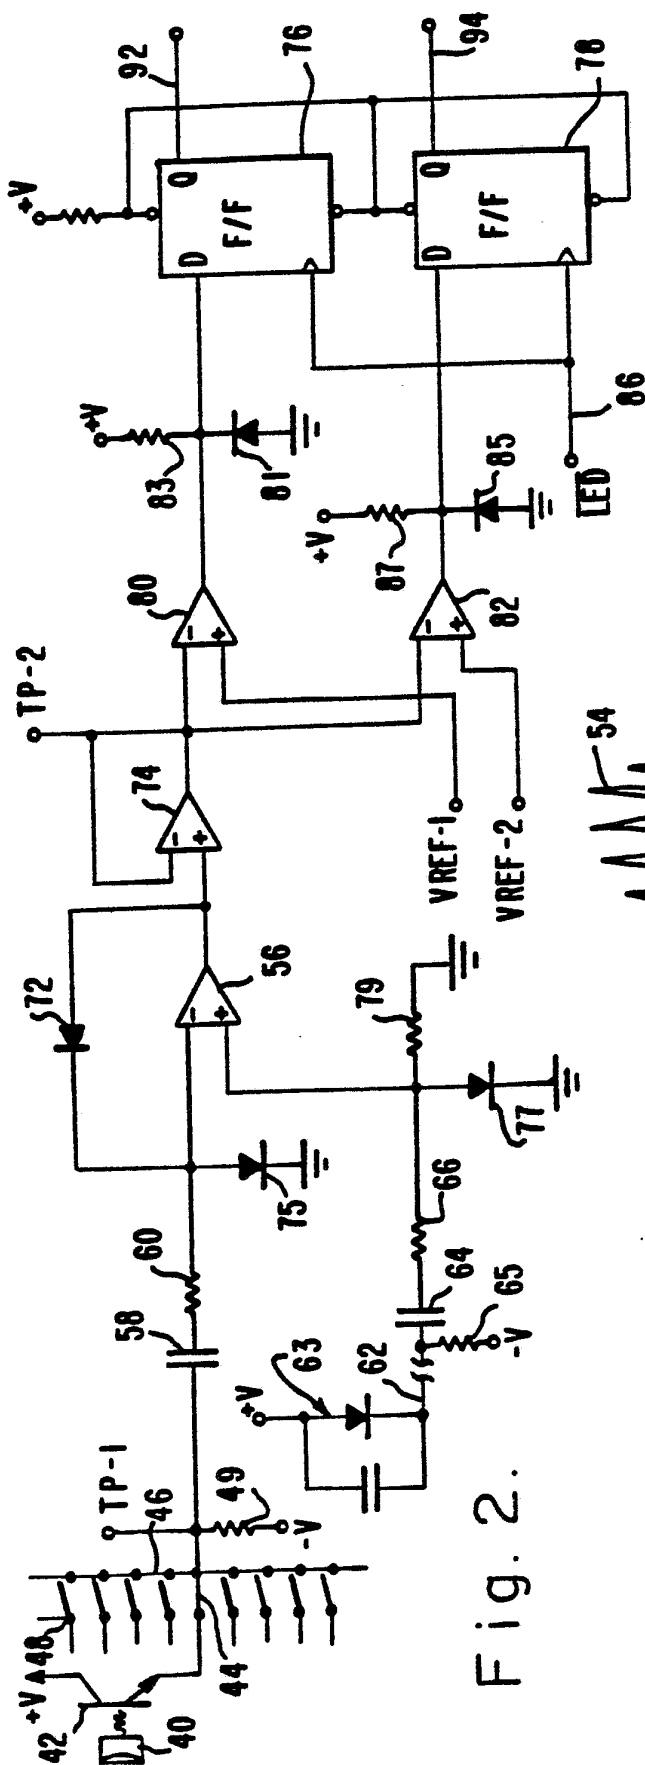 +V
92
76
94
78
Q
D
F/F
Q
D
F/F
+V
83
81
+V
87
85
86
L̅E̅D̅
80
82
TP-2
74
VREF-1
VREF-2
54
72
56
79
75
77
60
58
66
64
65
-V
62
63
+V
TP-1
46
49
-V
48
+V
44
42
40
Fig. 2.